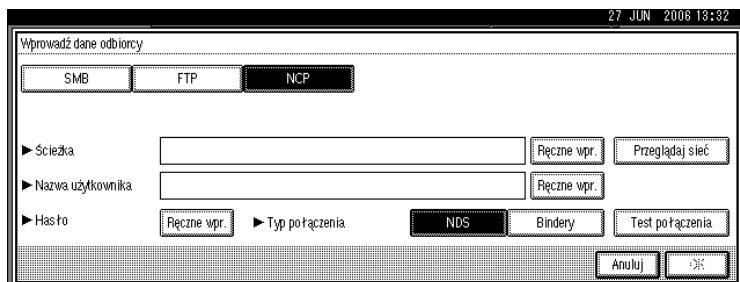 27 JUN 2006 13:32
Wprowadź dane odbiorcy
SMB FTP NCP
►Ścieżka Ręczne wpr. Przeglądaj sieć
►Nazwa użytkownika Ręczne wpr.
►Hasło Ręczne wpr. ►Typ połączenia NDS Bindery Test połączenia
Anuluj OK